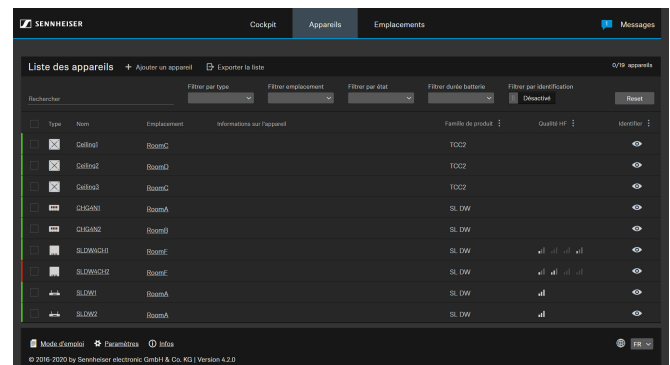 SENNHEISER Cockpit Appareils Emplacements Messages
Liste des appareils + Ajouter un appareil Exporter la liste 0/19 appareils
Filtrer par type Filtrer emplacement Filtrer par état Filtrer durée batterie Filtrer par identification
Rechercher Désactivé Reset
Type Nom Emplacement Informations sur l'appareil Famille de produit Qualité HF Identifier
Ceiling1 RoomC TCC2
Ceiling2 RoomD TCC2
Ceiling3 RoomC TCC2
CHG4N1 RoomA SL DW
CHG4N2 RoomB SL DW
SLDW4CH1 RoomF SL DW
SLDW4CH2 RoomF SL DW
SLDW1 RoomA SL DW
SLDW2 RoomA SL DW
Mode d'emploi Paramètres Infos FR
© 2016-2020 by Sennheiser electronic GmbH & Co. KG | Version 4.2.0